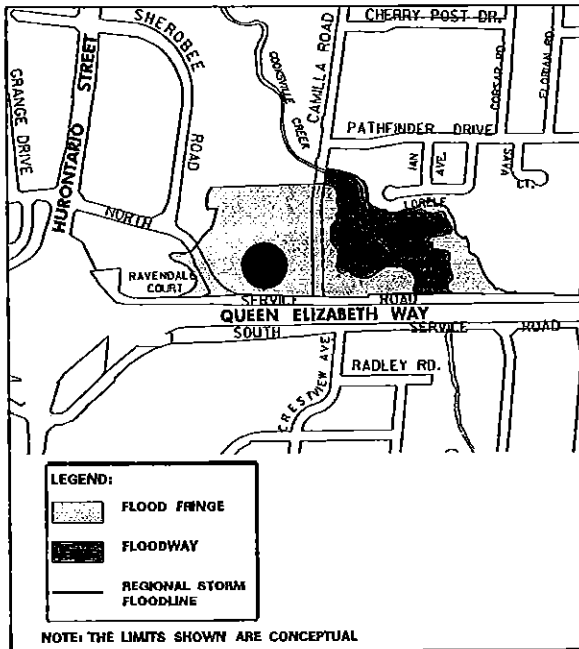 SHEROBEE
ROAD
GRANGE DRIVE
HURONTARIO STREET
COOKSVILLE CREEK
CAMILLA ROAD
CHERRY POST DR.
CORSAIR RD.
FLORIAN RD.
PATHFINDER DRIVE
IAN AVE.
LORELE
NORTH
RAVENDALE
COURT
SERVICE ROAD
QUEEN ELIZABETH WAY
SOUTH SERVICE ROAD
CRESTVIEW AVE.
RADLEY RD.
LEGEND:
FLOOD FRINGE
FLOODWAY
REGIONAL STORM
FLOODLINE
NOTE: THE LIMITS SHOWN ARE CONCEPTUAL